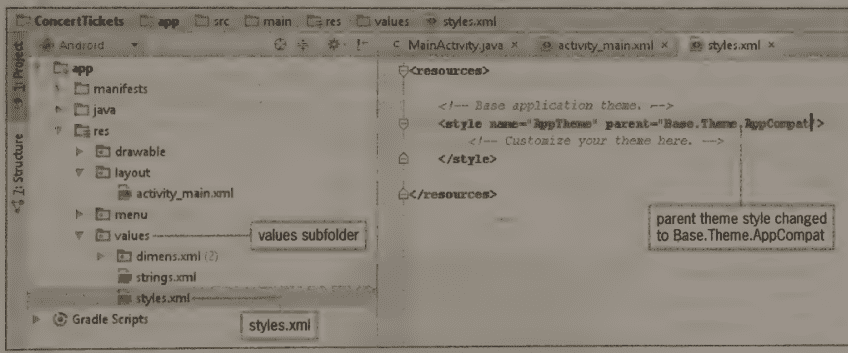 ConcertTickets app src main res values styles.xml
1: Project
7: Structure
Android
app
manifests
java
res
drawable
layout
activity_main.xml
menu
values
values subfolder
dimens.xml (2)
strings.xml
styles.xml
styles.xml
Gradle Scripts
MainActivity.java × activity_main.xml × styles.xml ×
<resources>
<!-- Base application theme. -->
<style name="AppTheme" parent="Base.Theme.AppCompat">
<!-- Customize your theme here. -->
</style>
</resources>
parent theme style changed
to Base.Theme.AppCompat